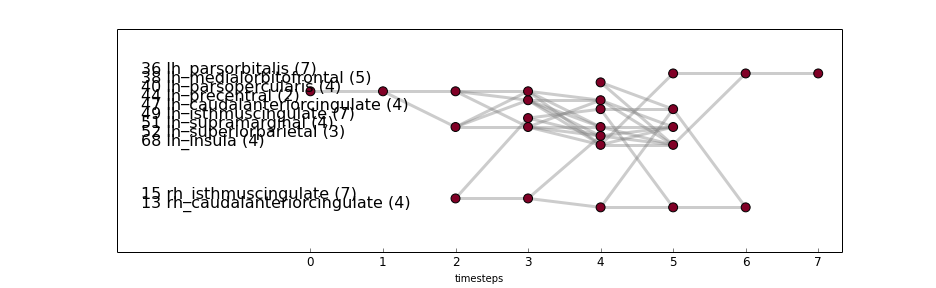 36 lh_parsorbitalis (7)
38 lh_medialorbitofrontal (5)
40 lh_parsopercularis (4)
44 lh_precentral (2)
47 lh_caudalanteriorcingulate (4)
49 lh_isthmuscingulate (7)
51 lh_supramarginal (4)
52 lh_superiorparietal (3)
68 lh_insula (4)
15 rh_isthmuscingulate (7)
13 rh_caudalanteriorcingulate (4)
0 1 2 3 4 5 6 7
timesteps